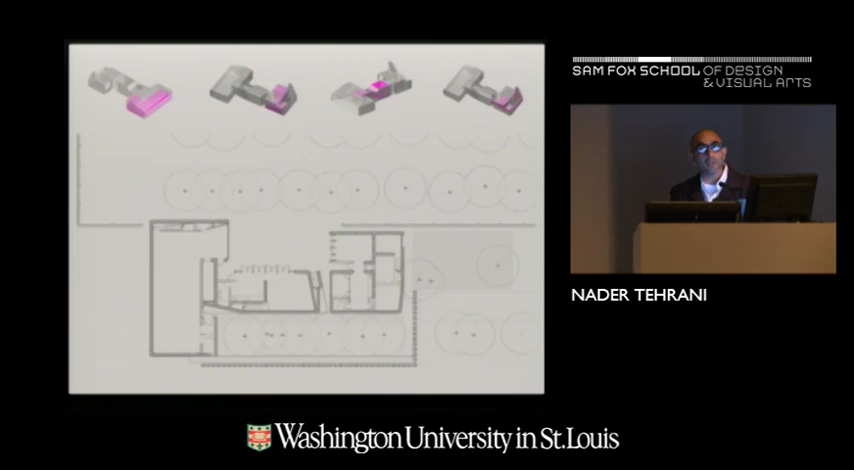 SAM FOX SCHOOL OF DESIGN
& VISUAL ARTS
NADER TEHRANI
Washington University in St. Louis